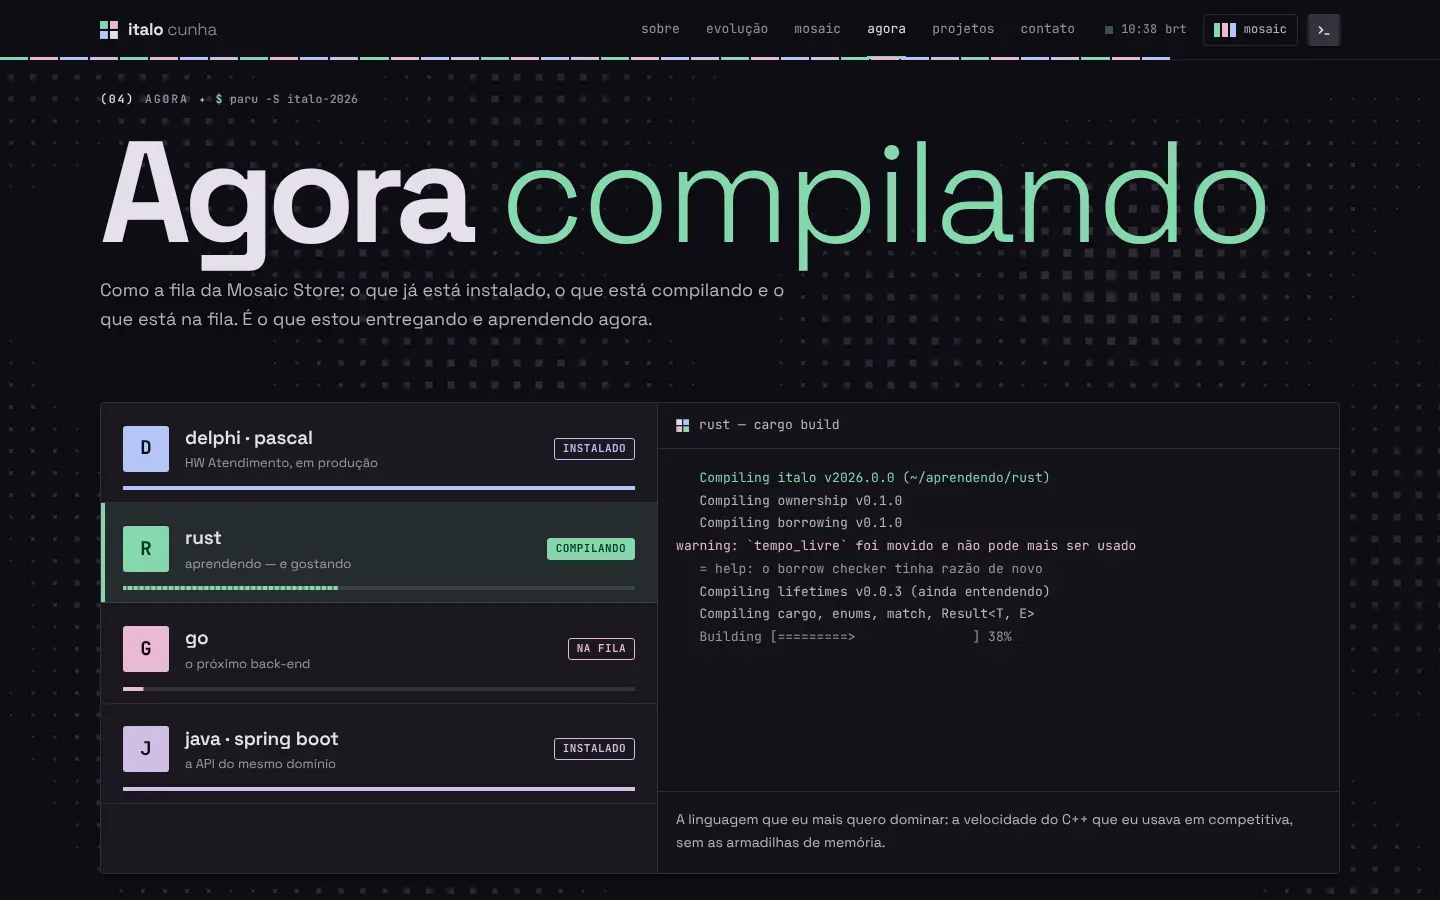 italo cunha
sobre evolução mosaic agora projetos contato 10:38 brt mosaic >_
(04) AGORA ✦ $ paru -S italo-2026
Agora compilando
Como a fila da Mosaic Store: o que já está instalado, o que está compilando e o
que está na fila. É o que estou entregando e aprendendo agora.
D
delphi · pascal
HW Atendimento, em produção
INSTALADO
R
rust
aprendendo — e gostando
COMPILANDO
G
go
o próximo back-end
NA FILA
J
java · spring boot
a API do mesmo domínio
INSTALADO
rust — cargo build
Compiling italo v2026.0.0 (~/aprendendo/rust)
Compiling ownership v0.1.0
Compiling borrowing v0.1.0
warning: `tempo_livre` foi movido e não pode mais ser usado
= help: o borrow checker tinha razão de novo
Compiling lifetimes v0.0.3 (ainda entendendo)
Compiling cargo, enums, match, Result<T, E>
Building [=========>               ] 38%
A linguagem que eu mais quero dominar: a velocidade do C++ que eu usava em competitiva,
sem as armadilhas de memória.